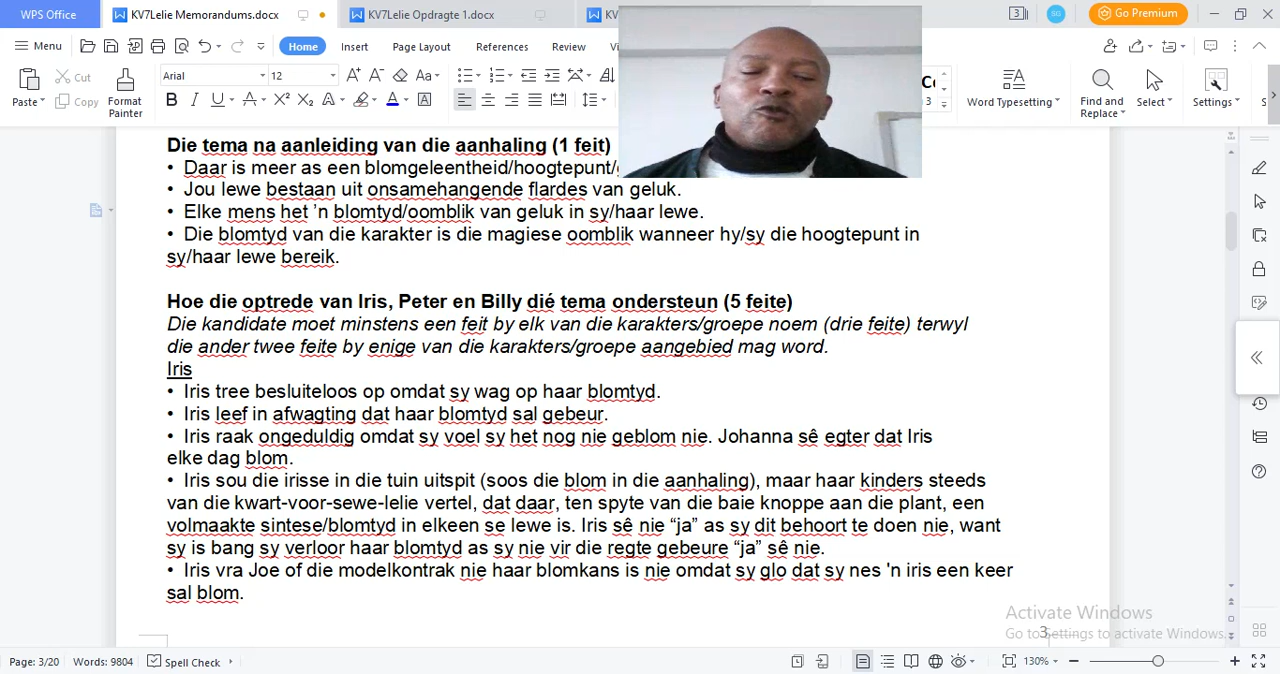 WPS Office KV7Lelie Memorandums.docx KV7Lelie Opdragte 1.docx 3 SG Go Premium
Menu Home Insert Page Layout References Review
Arial 12
Paste Cut Copy Format Painter B I U A Aa Word Typesetting Find and Replace Select Settings
Die tema na aanleiding van die aanhaling (1 feit)
• Daar is meer as een blomgeleentheid/hoogtepunt/
• Jou lewe bestaan uit onsamehangende flardes van geluk.
• Elke mens het 'n blomtyd/oomblik van geluk in sy/haar lewe.
• Die blomtyd van die karakter is die magiese oomblik wanneer hy/sy die hoogtepunt in
sy/haar lewe bereik.
Hoe die optrede van Iris, Peter en Billy dié tema ondersteun (5 feite)
Die kandidate moet minstens een feit by elk van die karakters/groepe noem (drie feite) terwyl
die ander twee feite by enige van die karakters/groepe aangebied mag word.
Iris
• Iris tree besluiteloos op omdat sy wag op haar blomtyd.
• Iris leef in afwagting dat haar blomtyd sal gebeur.
• Iris raak ongeduldig omdat sy voel sy het nog nie geblom nie. Johanna sê egter dat Iris
elke dag blom.
• Iris sou die irisse in die tuin uitspit (soos die blom in die aanhaling), maar haar kinders steeds
van die kwart-voor-sewe-lelie vertel, dat daar, ten spyte van die baie knoppe aan die plant, een
volmaakte sintese/blomtyd in elkeen se lewe is. Iris sê nie “ja” as sy dit behoort te doen nie, want
sy is bang sy verloor haar blomtyd as sy nie vir die regte gebeure “ja” sê nie.
• Iris vra Joe of die modelkontrak nie haar blomkans is nie omdat sy glo dat sy nes 'n iris een keer
sal blom.
Activate Windows
3 Go to Settings to activate Windows.
Page: 3/20 Words: 9804 Spell Check 130%